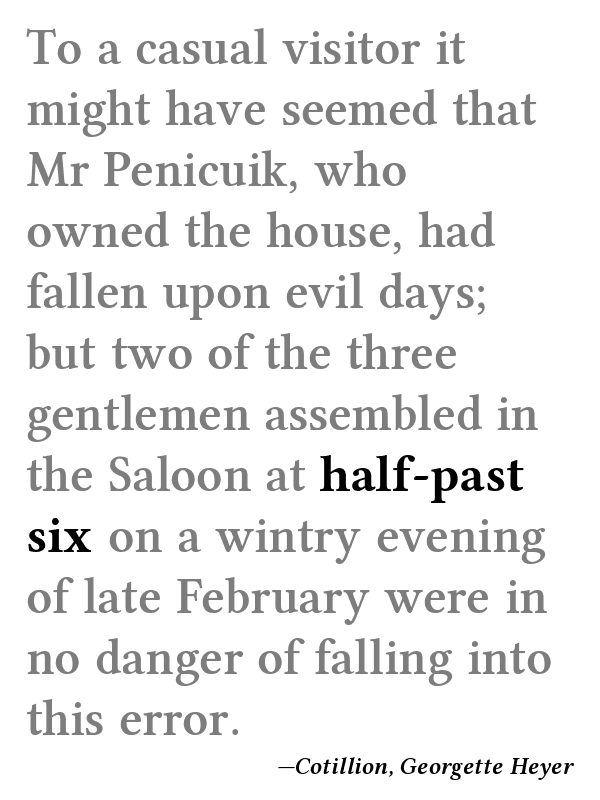 To a casual visitor it
might have seemed that
Mr Penicuik, who
owned the house, had
fallen upon evil days;
but two of the three
gentlemen assembled in
the Saloon at half-past
six on a wintry evening
of late February were in
no danger of falling into
this error.
—Cotillion, Georgette Heyer